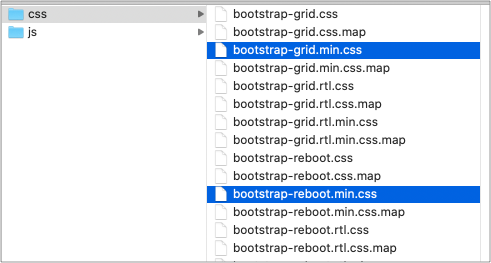 css
js
bootstrap-grid.css
bootstrap-grid.css.map
bootstrap-grid.min.css
bootstrap-grid.min.css.map
bootstrap-grid.rtl.css
bootstrap-grid.rtl.css.map
bootstrap-grid.rtl.min.css
bootstrap-grid.rtl.min.css.map
bootstrap-reboot.css
bootstrap-reboot.css.map
bootstrap-reboot.min.css
bootstrap-reboot.min.css.map
bootstrap-reboot.rtl.css
bootstrap-reboot.rtl.css.map